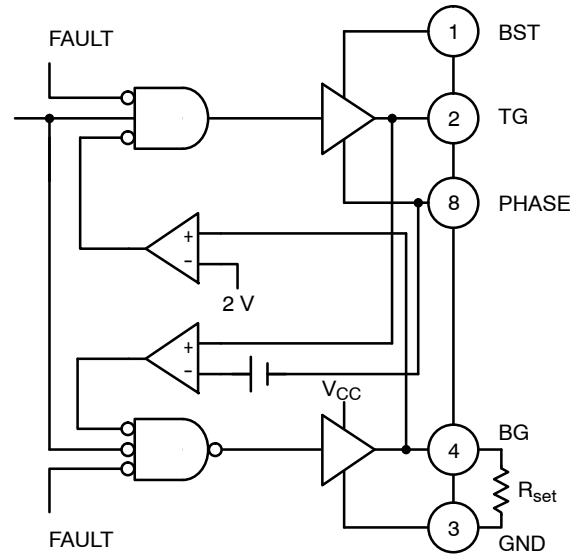 FAULT
1 BST
2 TG
8 PHASE
+
-
2 V
+
-
VCC
4 BG
Rset
3 GND
FAULT